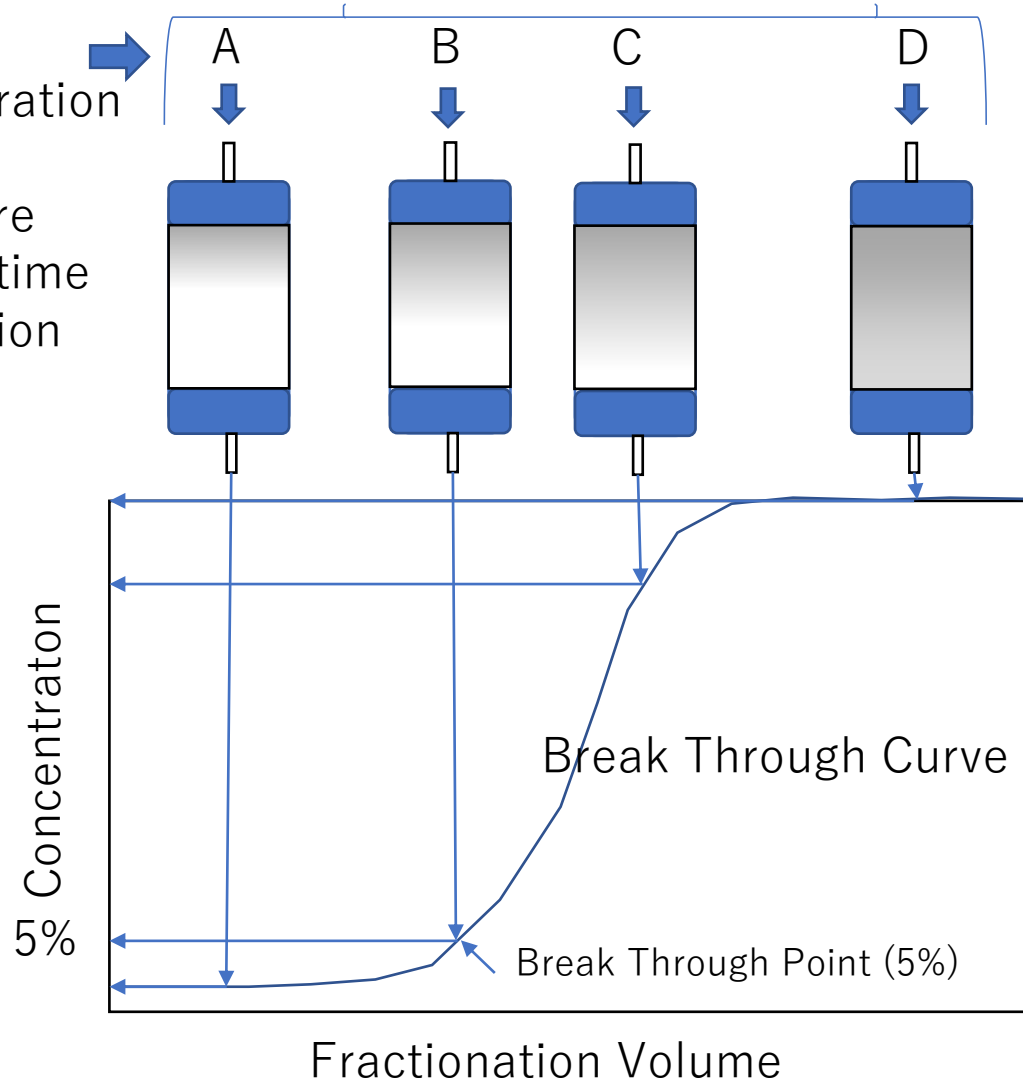 A B C D
ration
re
time
ion
Concentraton
5%
Break Through Curve
Break Through Point (5%)
Fractionation Volume